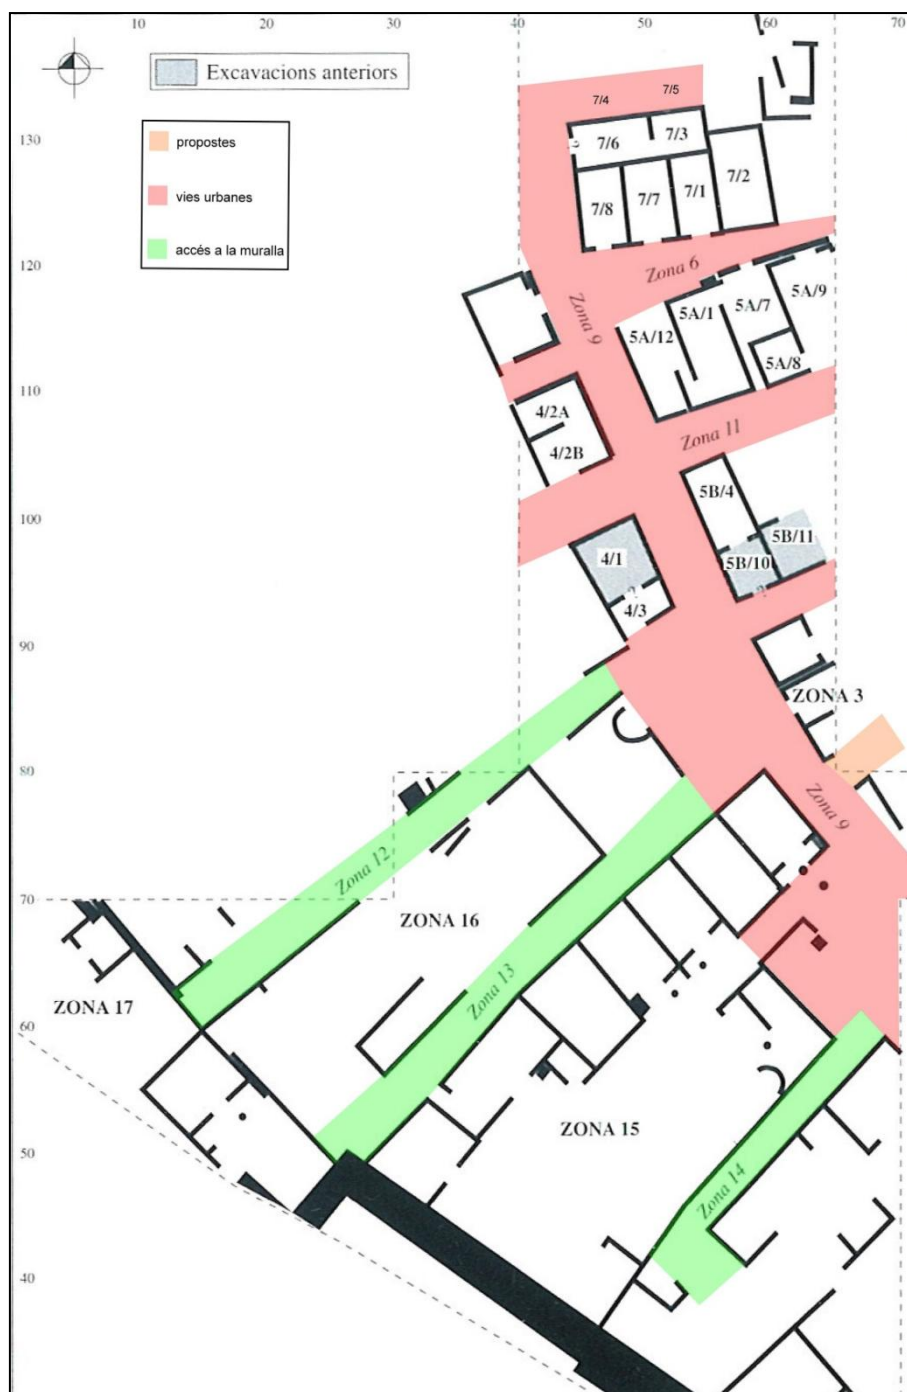 10 20 30 40 50 60 70
Excavacions anteriors
propostes
vies urbanes
accés a la muralla
130
120
110
100
90
80
70
60
50
40
7/4
7/5
7/6
7/3
7/2
7/8
7/7
7/1
?
Zona 6
Zona 9
5A/12
5A/1
5A/7
5A/9
5A/8
4/2A
4/2B
Zona 11
5B/4
5B/11
5B/10
?
4/1
?
4/3
ZONA 3
Zona 9
Zona 12
ZONA 16
Zona 13
ZONA 17
ZONA 15
Zona 14